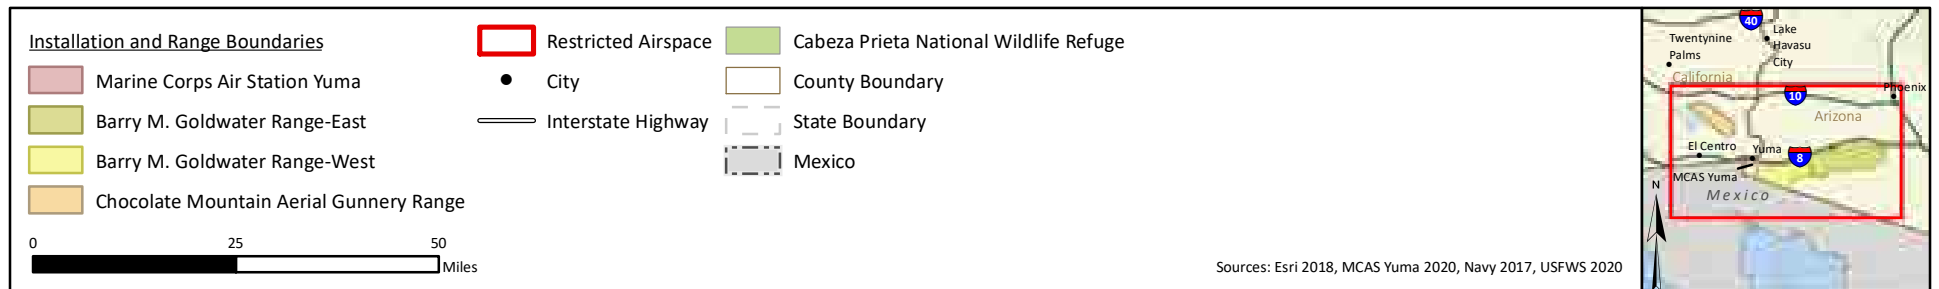 Installation and Range Boundaries
Marine Corps Air Station Yuma
Barry M. Goldwater Range-East
Barry M. Goldwater Range-West
Chocolate Mountain Aerial Gunnery Range
Restricted Airspace
City
Interstate Highway
Cabeza Prieta National Wildlife Refuge
County Boundary
State Boundary
Mexico
0 25 50
Miles
Sources: Esri 2018, MCAS Yuma 2020, Navy 2017, USFWS 2020
40
Lake
Havasu
City
Twentynine
Palms
California
Phoenix
10
Arizona
El Centro
Yuma
8
MCAS Yuma
Mexico
N